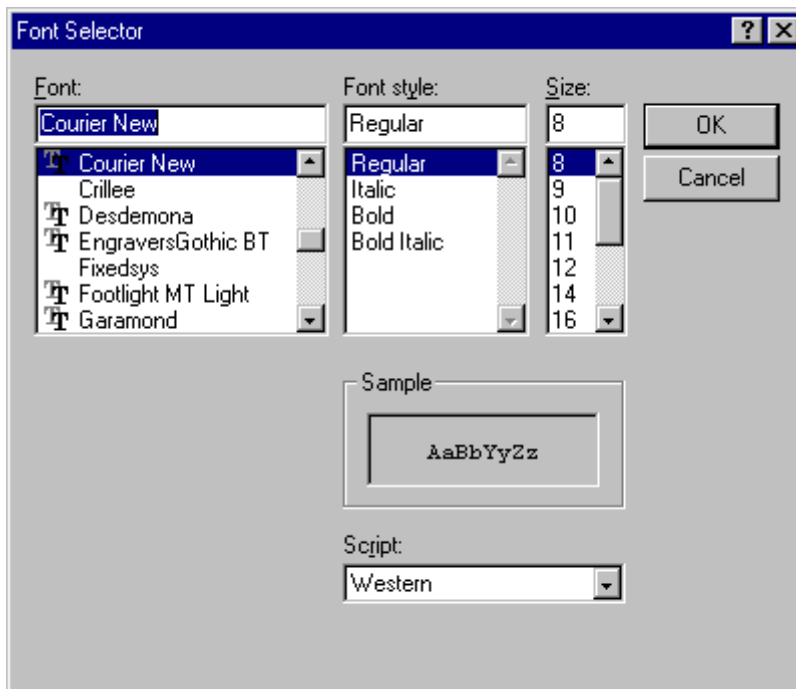 Font Selector
Font:
Courier New
Courier New
Crillee
Desdemona
EngraversGothic BT
Fixedsys
Footlight MT Light
Garamond
Font style:
Regular
Regular
Italic
Bold
Bold Italic
Size:
8
8
9
10
11
12
14
16
OK
Cancel
Sample
AaBbYyZz
Script:
Western